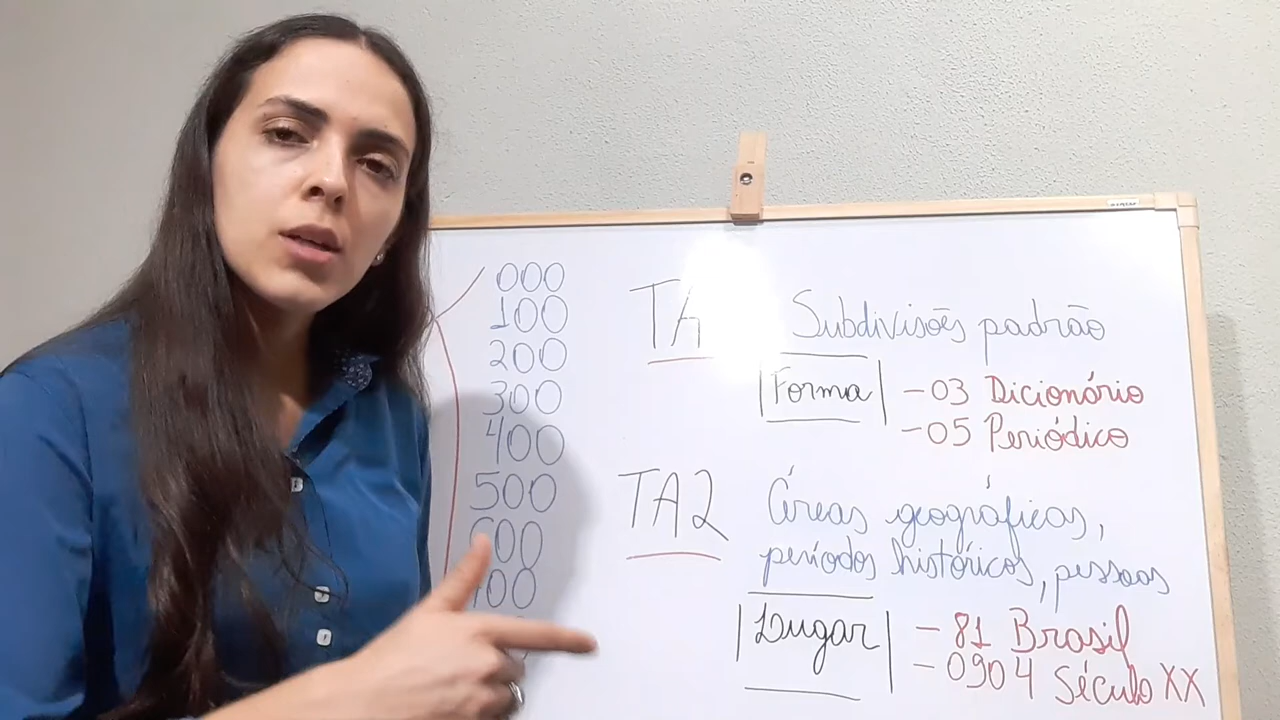 000
100
200
300
400
500
600
700
TA
Subdivisões padrão
Forma
-03 Dicionário
-05 Periódico
TA2
Áreas geográficas,
períodos históricos, pessoas
Lugar
-81 Brasil
-0904 Século XX